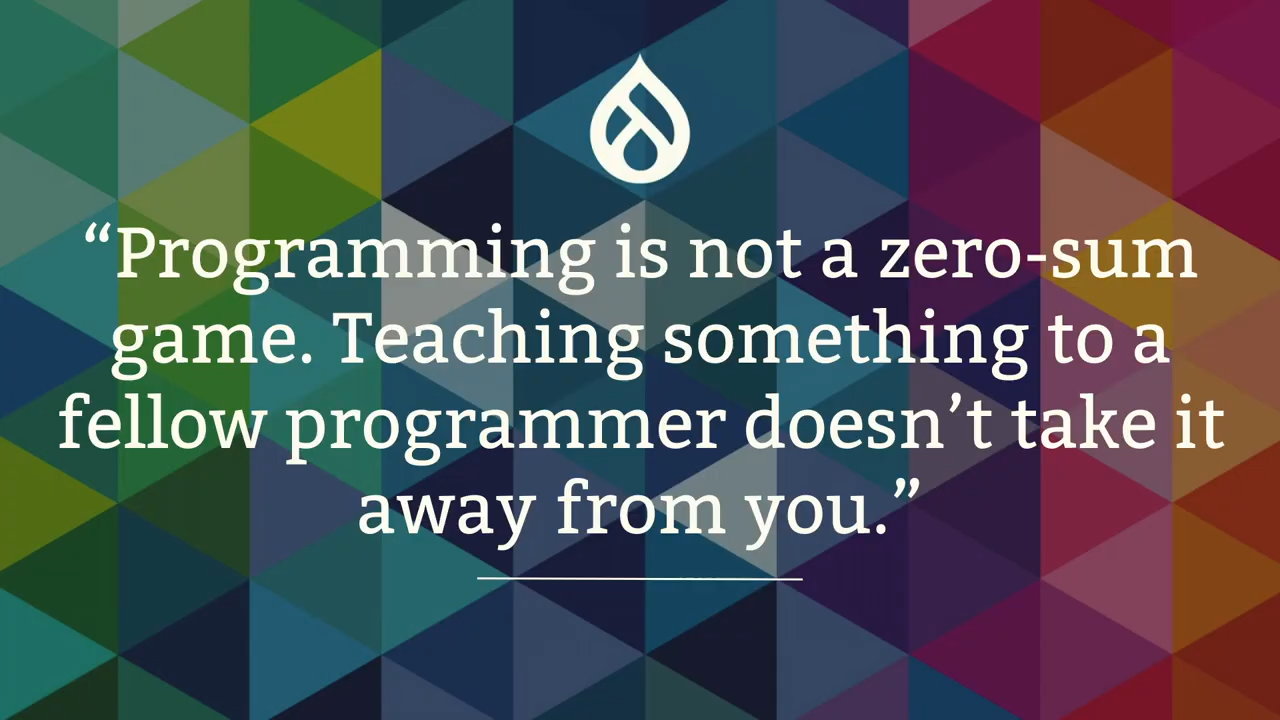 “Programming is not a zero-sum
game. Teaching something to a
fellow programmer doesn’t take it
away from you.”